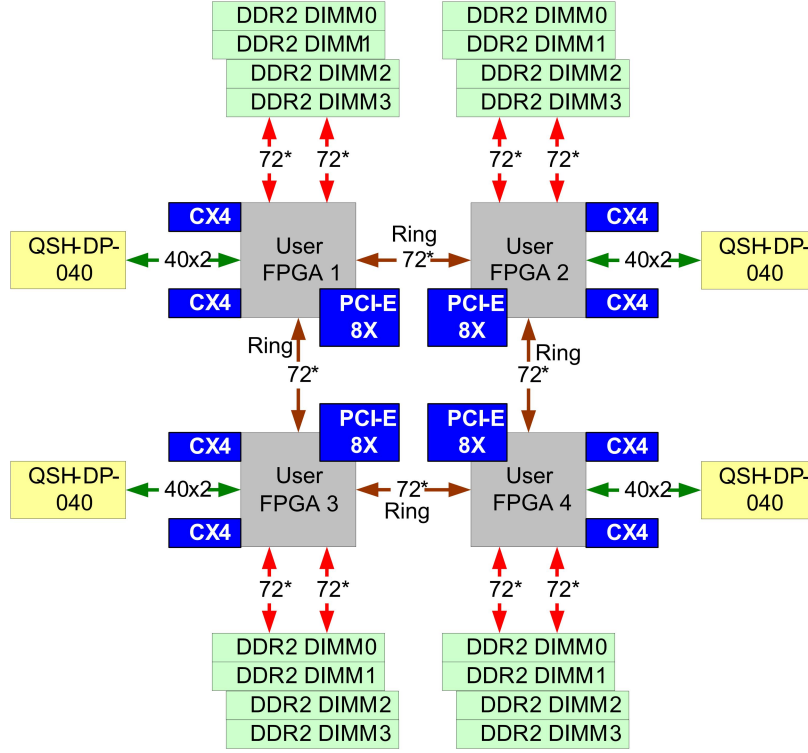 DDR2 DIMM0
DDR2 DIMM1
DDR2 DIMM2
DDR2 DIMM3
DDR2 DIMM0
DDR2 DIMM1
DDR2 DIMM2
DDR2 DIMM3
72*
72*
72*
72*
CX4
CX4
QSH-DP-
040
40x2
User
FPGA 1
Ring
72*
User
FPGA 2
40x2
QSH-DP-
040
CX4
PCI-E
8X
PCI-E
8X
CX4
Ring
72*
Ring
72*
CX4
PCI-E
8X
PCI-E
8X
CX4
QSH-DP-
040
40x2
User
FPGA 3
72*
Ring
User
FPGA 4
40x2
QSH-DP-
040
CX4
CX4
72*
72*
72*
72*
DDR2 DIMM0
DDR2 DIMM1
DDR2 DIMM2
DDR2 DIMM3
DDR2 DIMM0
DDR2 DIMM1
DDR2 DIMM2
DDR2 DIMM3